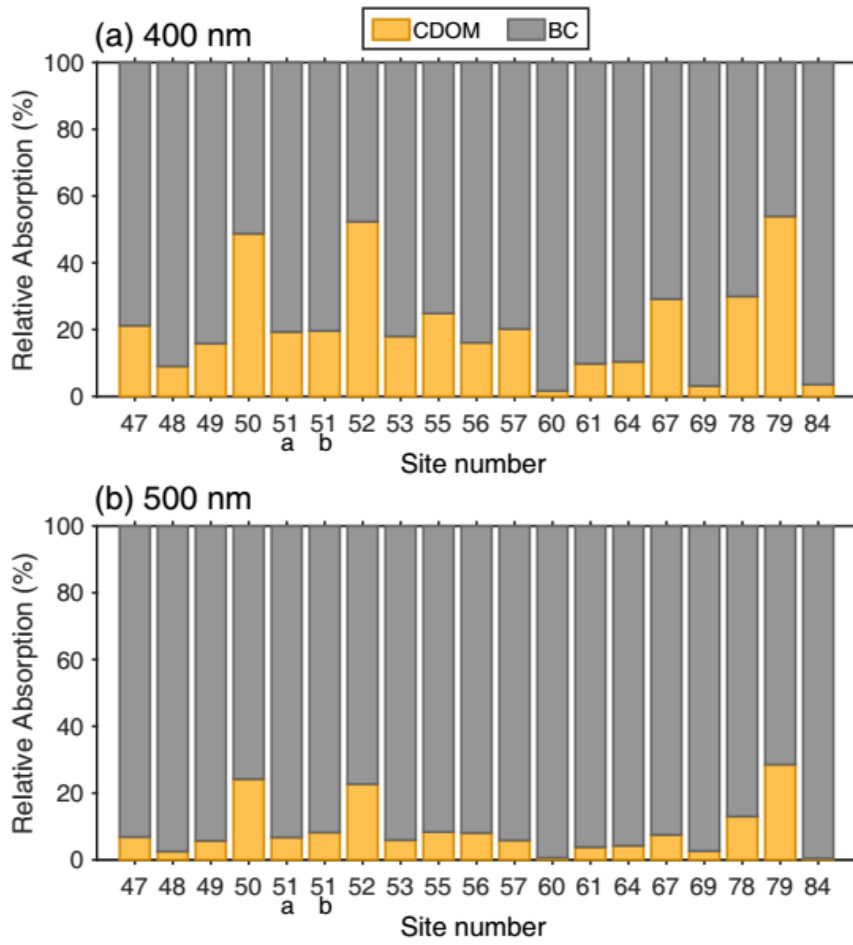 (a) 400 nm
CDOM BC
100
80
60
40
20
0
Relative Absorption (%)
47 48 49 50 51 51 52 53 55 56 57 60 61 64 67 69 78 79 84
a b
Site number
(b) 500 nm
100
80
60
40
20
0
Relative Absorption (%)
47 48 49 50 51 51 52 53 55 56 57 60 61 64 67 69 78 79 84
a b
Site number